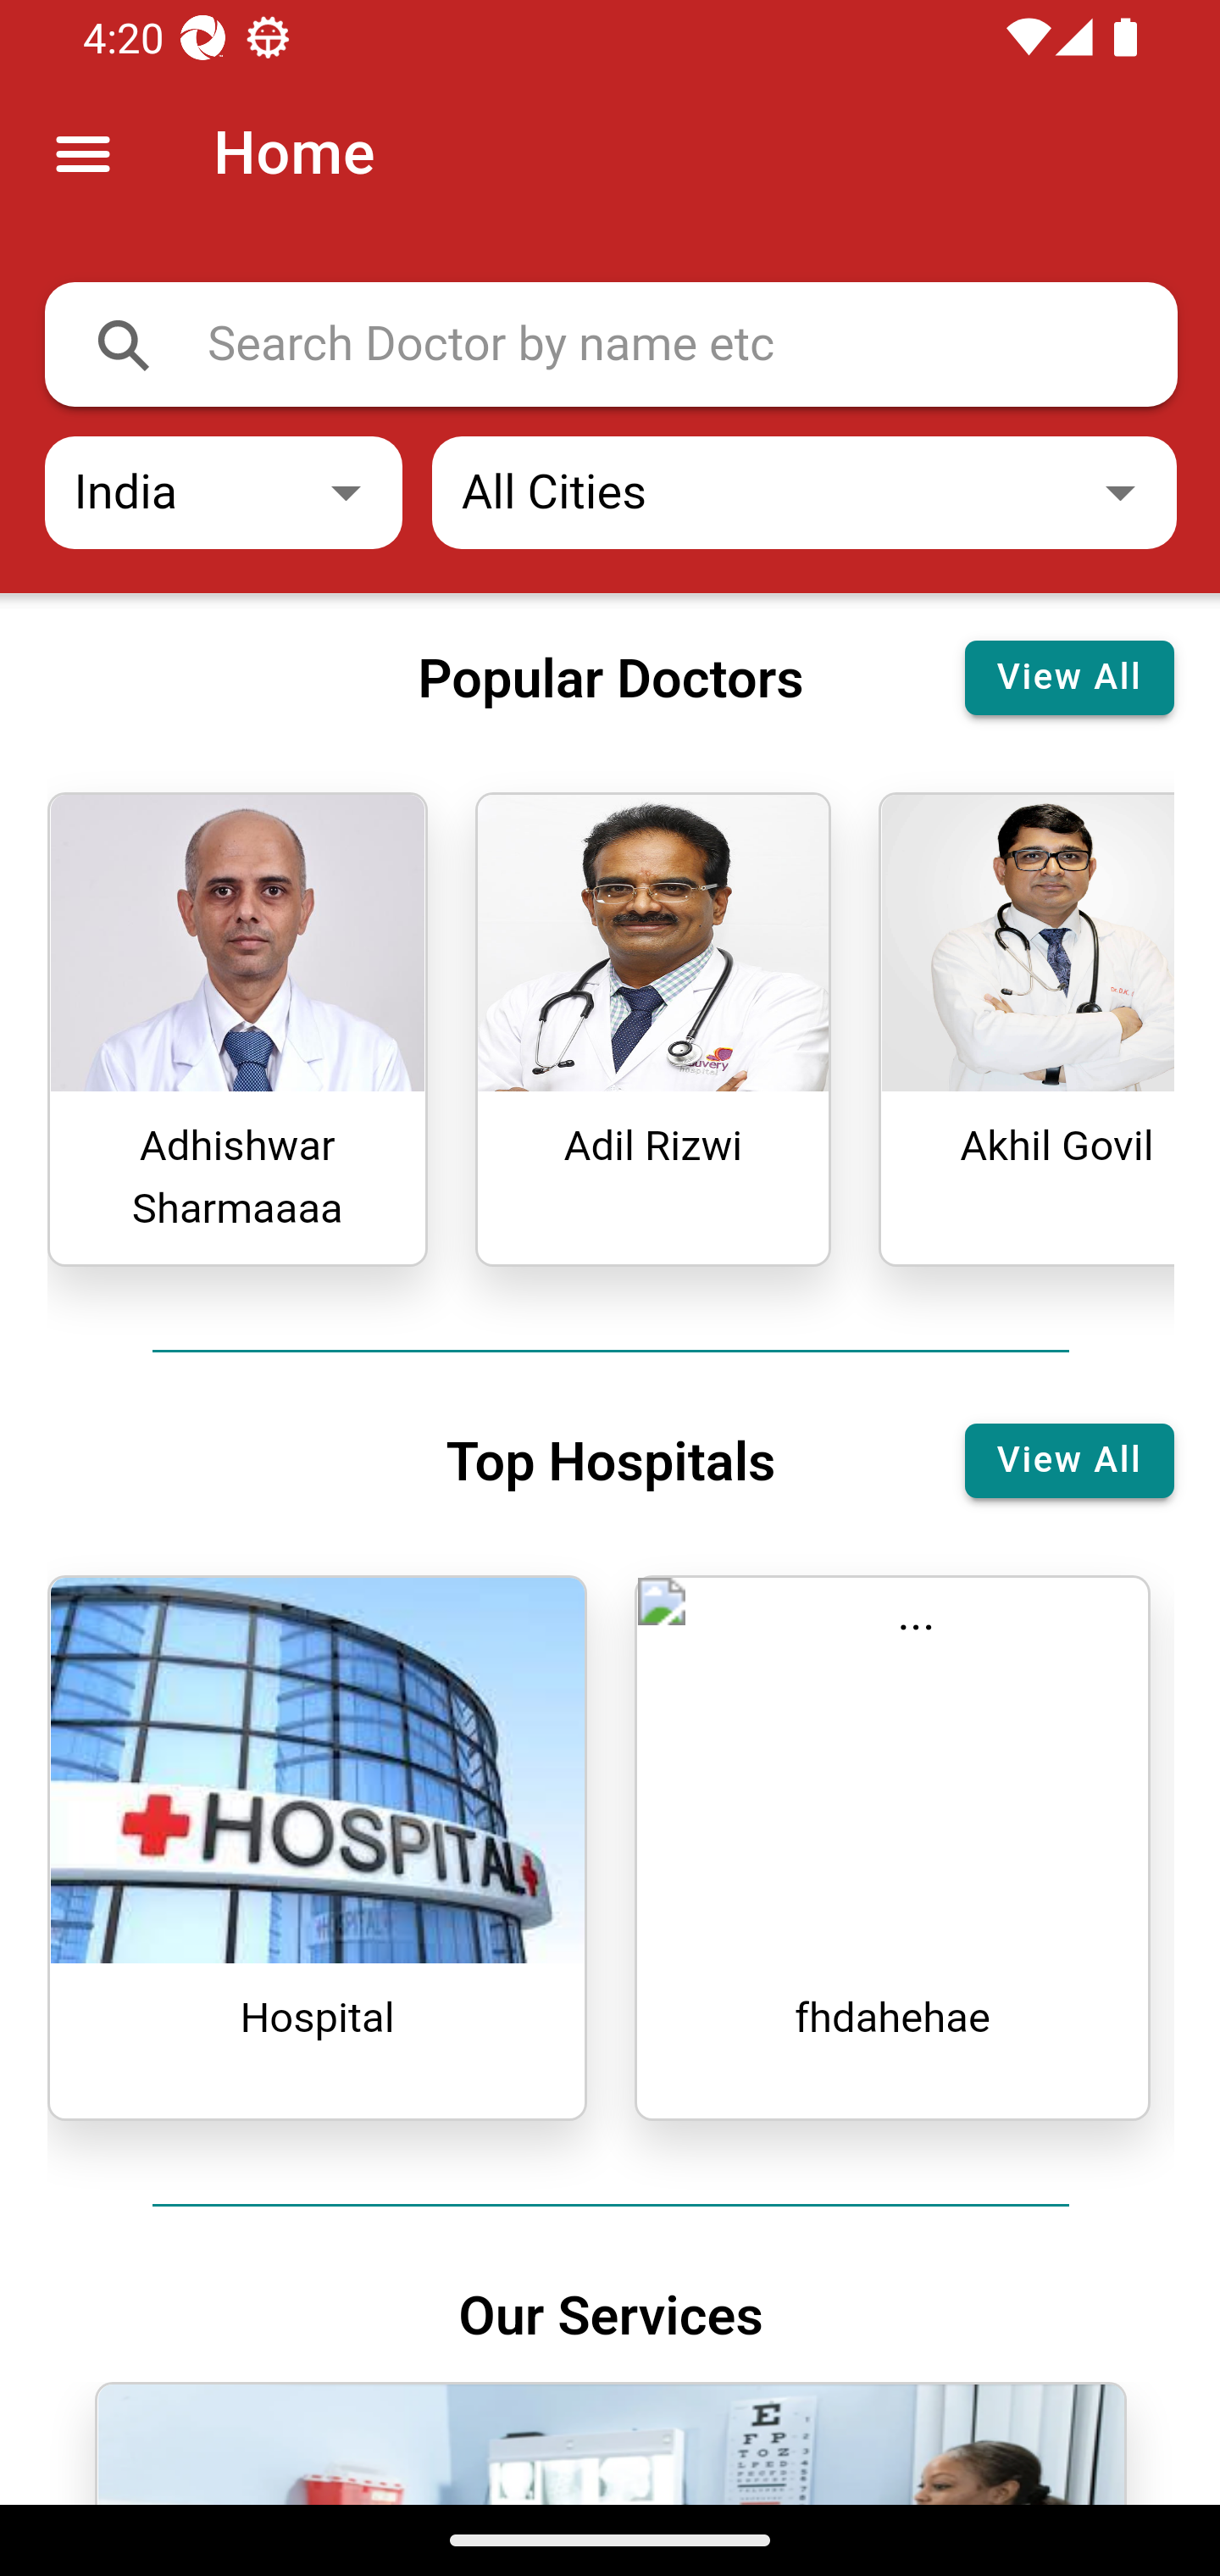 4:20
Home
Search Doctor by name etc
India
All Cities
Popular Doctors
View All
Adhishwar
Sharmaaaa
Adil Rizwi
Akhil Govil
Top Hospitals
View All
HOSPITAL
...
Hospital
fhdahehae
Our Services
E
F P
T O Z
L P E D